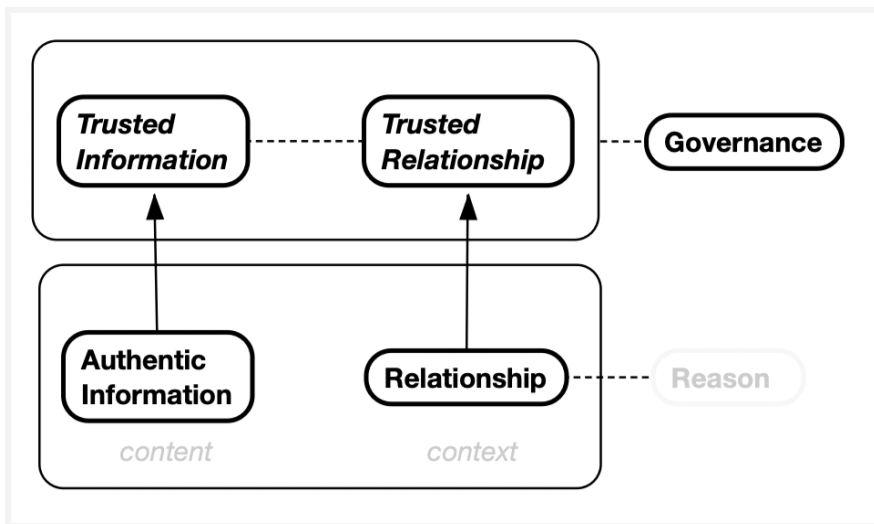 Trusted
Information
Trusted
Relationship
Governance
Authentic
Information
Relationship
Reason
content
context